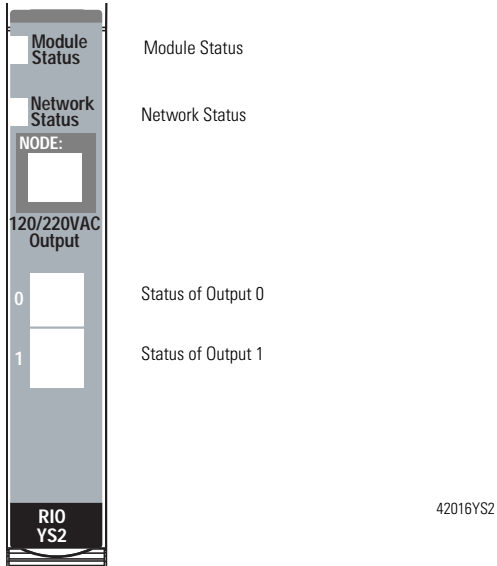 Module
Status
Module Status
Network
Status
Network Status
NODE:
120/220VAC
Output
0
Status of Output 0
1
Status of Output 1
RIO
YS2
42016YS2